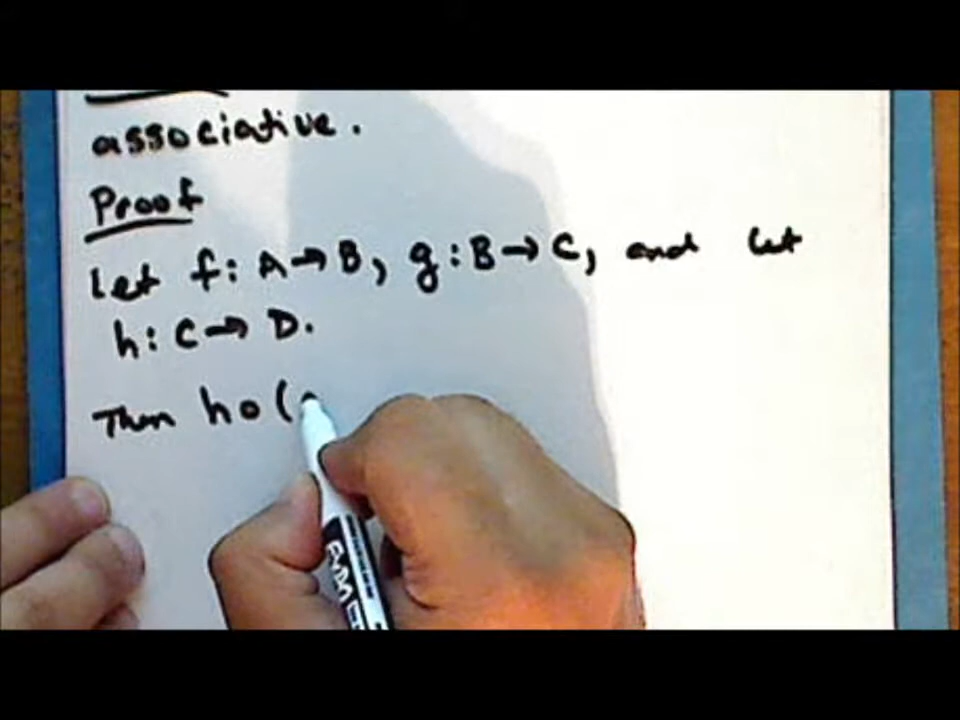 associative.
Proof
Let f: A→B, g: B→C, and let
h: C→D.
Then h o (